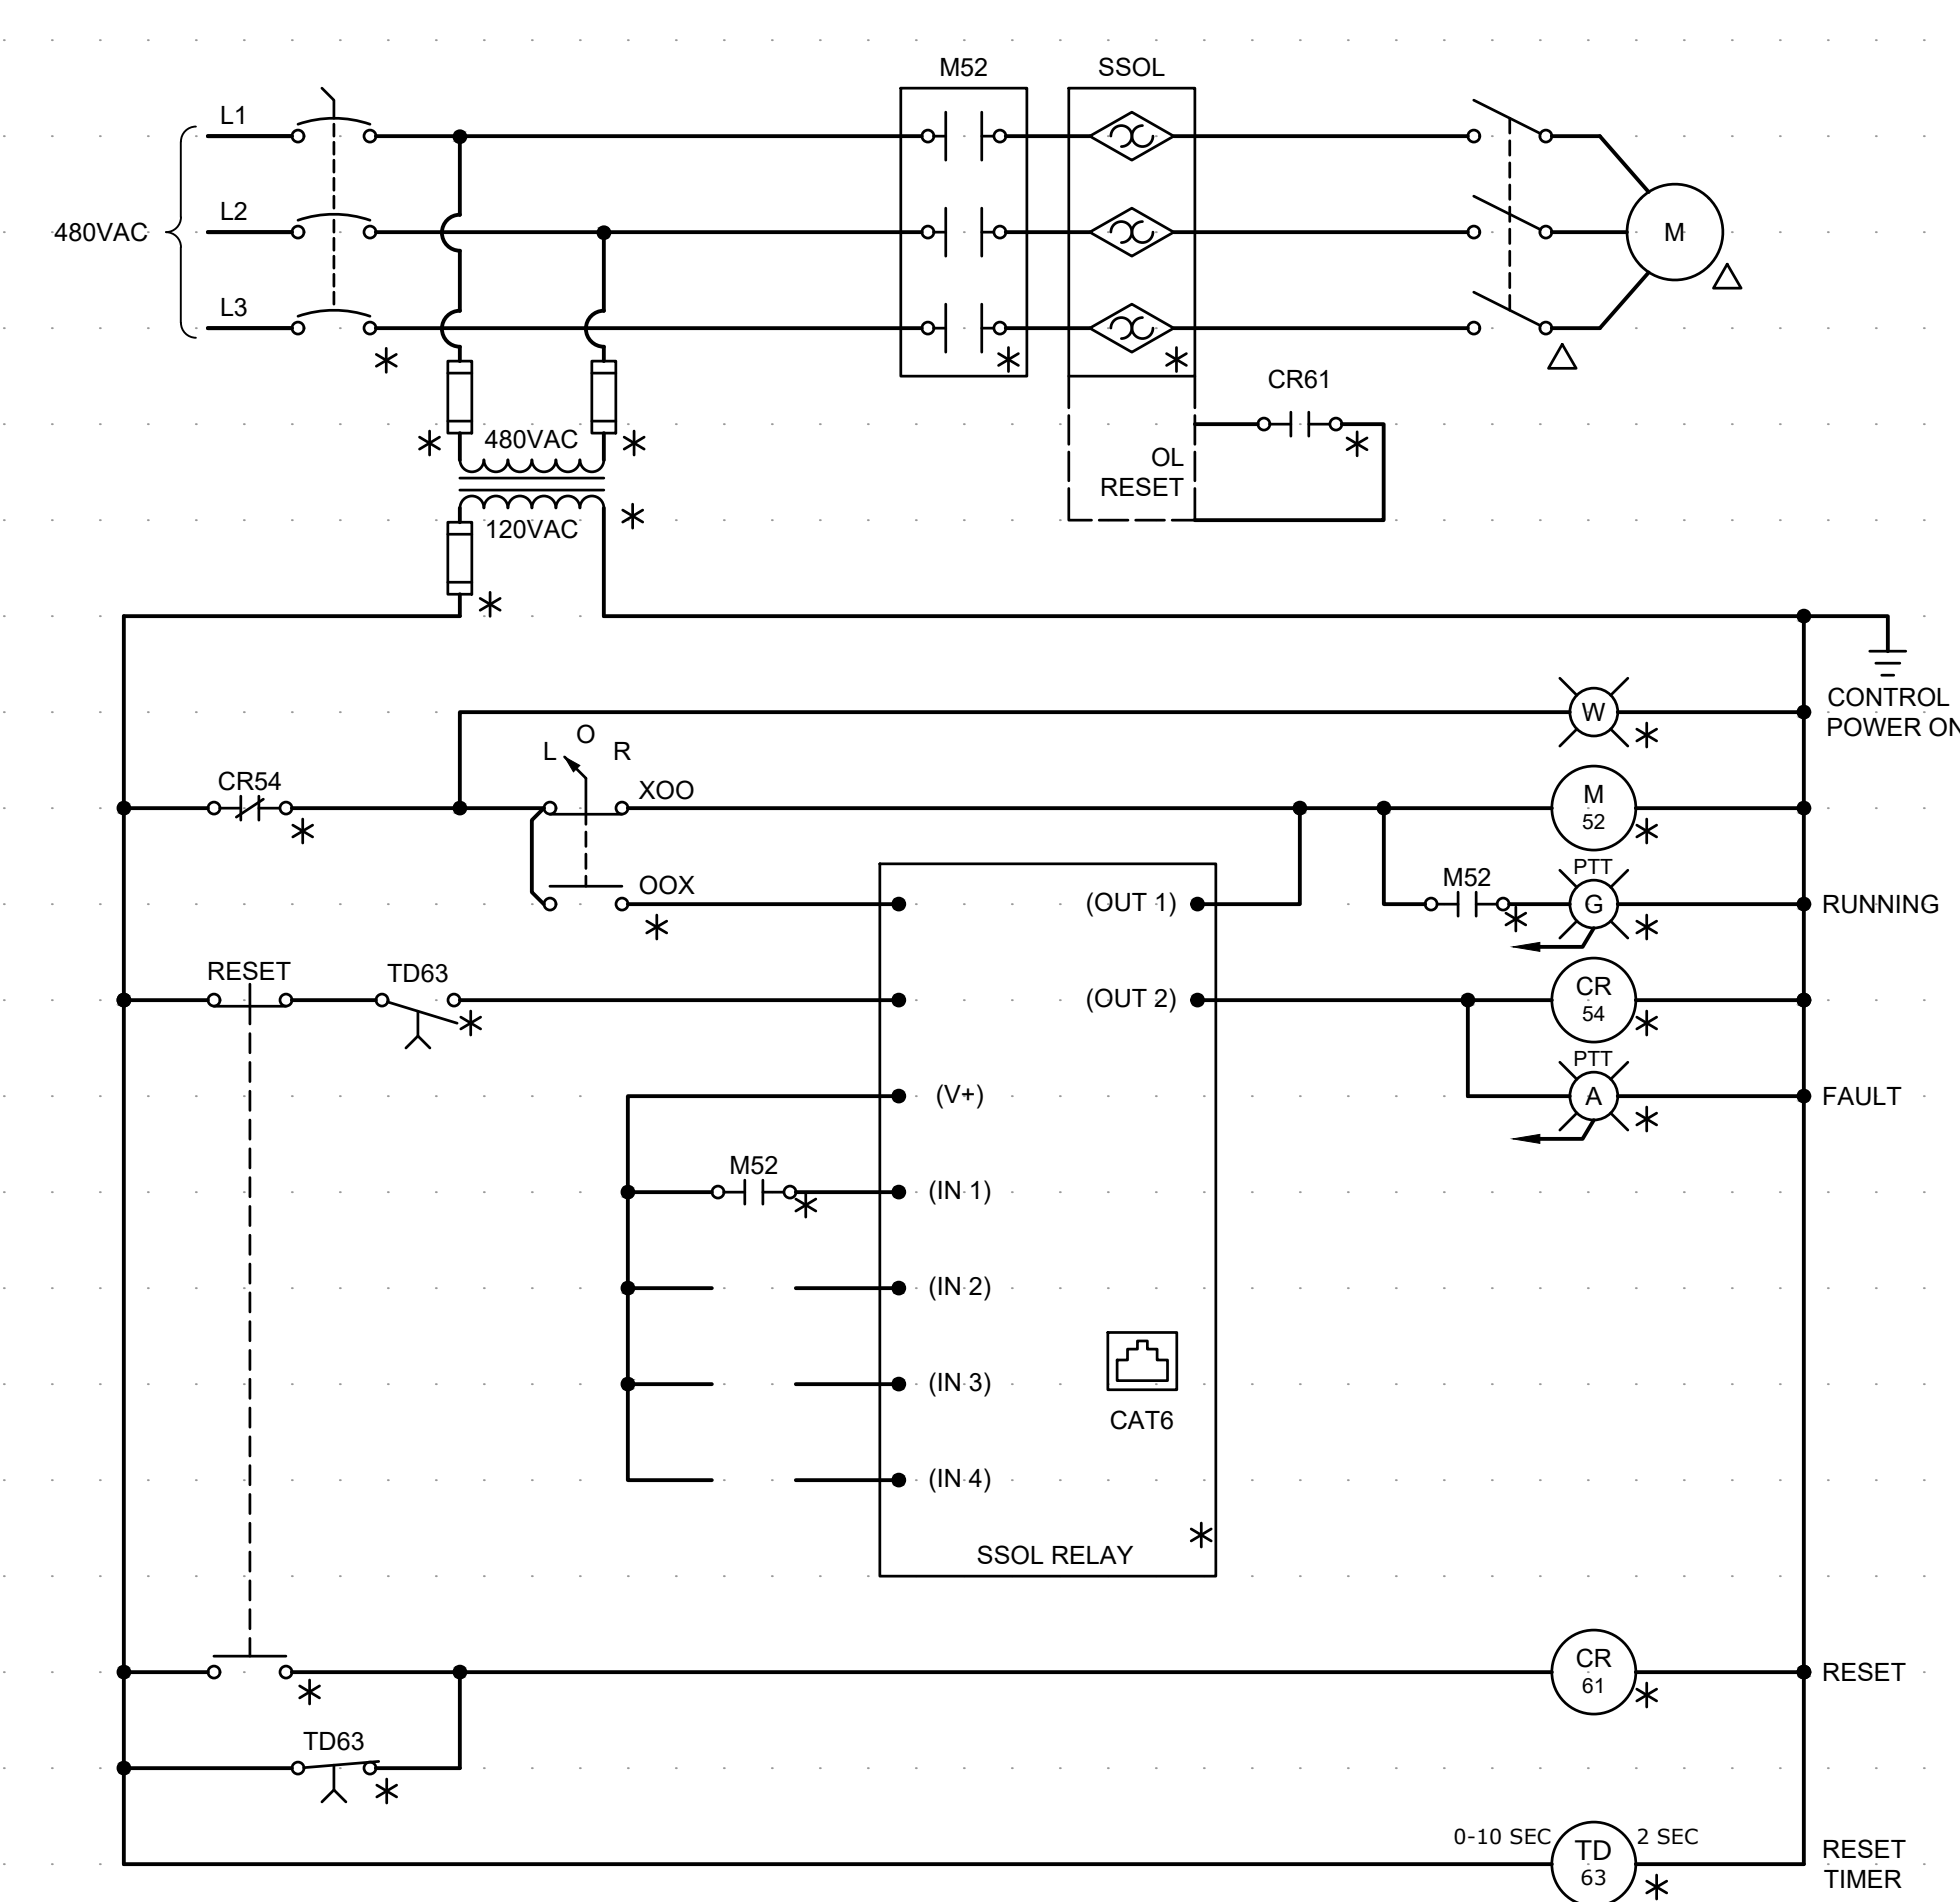 M52
SSOL
L1
L2
480VAC
M
L3
CR61
480VAC
OL
RESET
120VAC
W
CONTROL
POWER ON
L
O
R
CR54
XOO
M
52
PTT
OOX
(OUT 1)
M52
G
RUNNING
RESET
TD63
(OUT 2)
CR
54
PTT
(V+)
A
FAULT
M52
(IN 1)
(IN 2)
(IN 3)
CAT6
(IN 4)
SSOL RELAY
CR
61
RESET
TD63
0-10 SEC
TD
63
2 SEC
RESET
TIMER